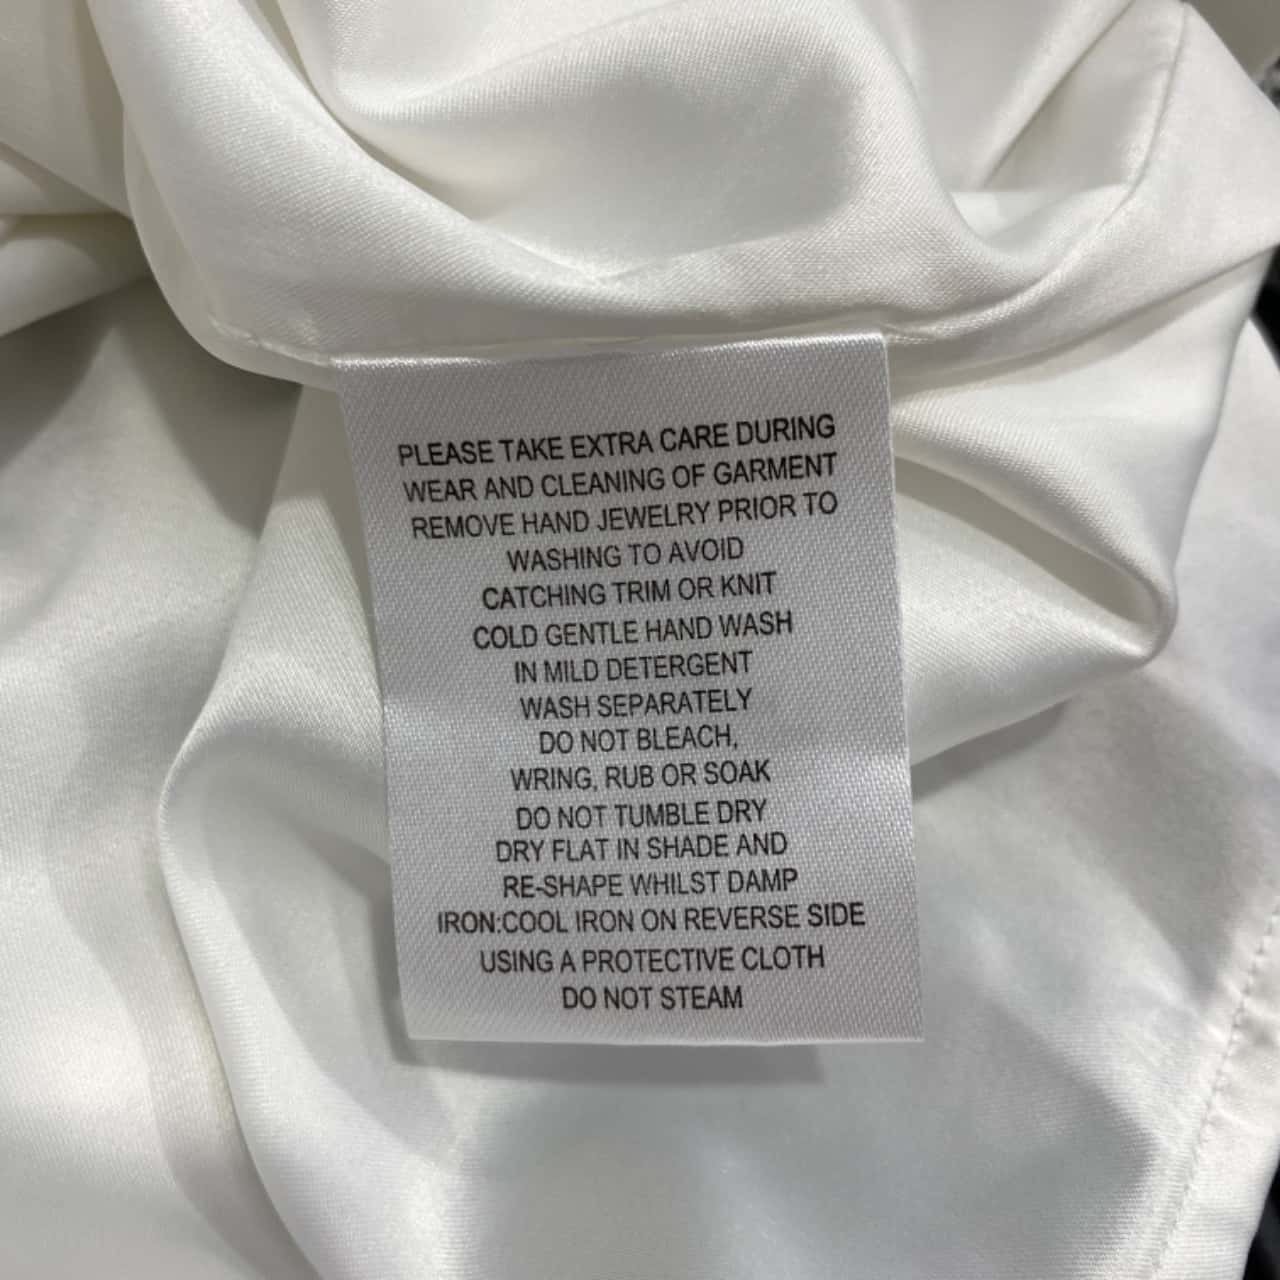 PLEASE TAKE EXTRA CARE DURING
WEAR AND CLEANING OF GARMENT
REMOVE HAND JEWELRY PRIOR TO
WASHING TO AVOID
CATCHING TRIM OR KNIT
COLD GENTLE HAND WASH
IN MILD DETERGENT
WASH SEPARATELY
DO NOT BLEACH,
WRING, RUB OR SOAK
DO NOT TUMBLE DRY
DRY FLAT IN SHADE AND
RE-SHAPE WHILST DAMP
IRON:COOL IRON ON REVERSE SIDE
USING A PROTECTIVE CLOTH
DO NOT STEAM